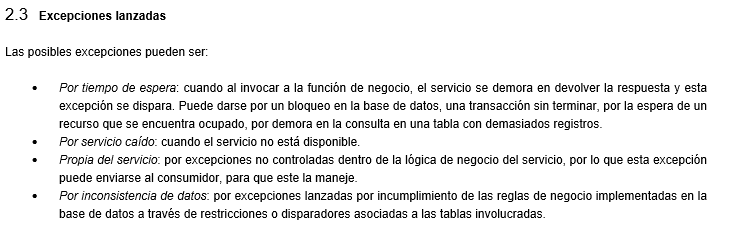 2.3 Excepciones lanzadas
Las posibles excepciones pueden ser:
• Por tiempo de espera: cuando al invocar a la función de negocio, el servicio se demora en devolver la respuesta y esta
excepción se dispara. Puede darse por un bloqueo en la base de datos, una transacción sin terminar, por la espera de un
recurso que se encuentra ocupado, por demora en la consulta en una tabla con demasiados registros.
• Por servicio caído: cuando el servicio no está disponible.
• Propia del servicio: por excepciones no controladas dentro de la lógica de negocio del servicio, por lo que esta excepción
puede enviarse al consumidor, para que este la maneje.
• Por inconsistencia de datos: por excepciones lanzadas por incumplimiento de las reglas de negocio implementadas en la
base de datos a través de restricciones o disparadores asociadas a las tablas involucradas.